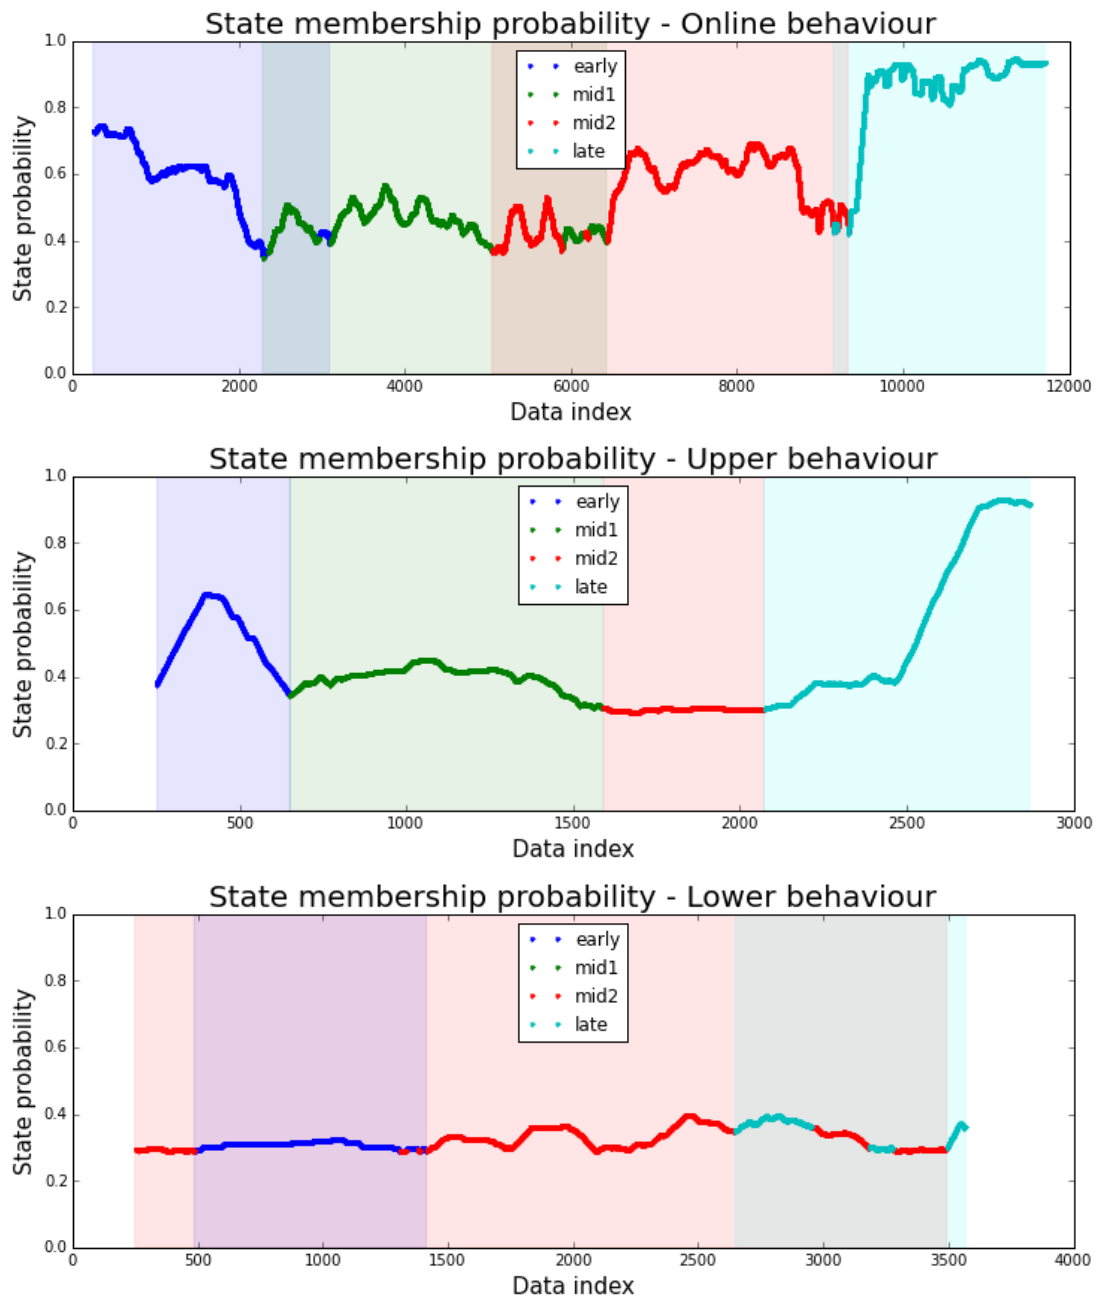 State membership probability - Online behaviour
1.0
0.8
0.6
0.4
0.2
0.0
State probability
early
mid1
mid2
late
0 2000 4000 6000 8000 10000 12000
Data index
State membership probability - Upper behaviour
1.0
0.8
0.6
0.4
0.2
0.0
State probability
early
mid1
mid2
late
0 500 1000 1500 2000 2500 3000
Data index
State membership probability - Lower behaviour
1.0
0.8
0.6
0.4
0.2
0.0
State probability
early
mid1
mid2
late
0 500 1000 1500 2000 2500 3000 3500 4000
Data index